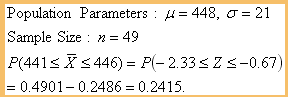 Population Parameters : μ = 448, σ = 21
Sample Size : n = 49
P(441 ≤ X̅ ≤ 446) = P(− 2.33 ≤ Z ≤ −0.67)
= 0.4901 − 0.2486 = 0.2415.